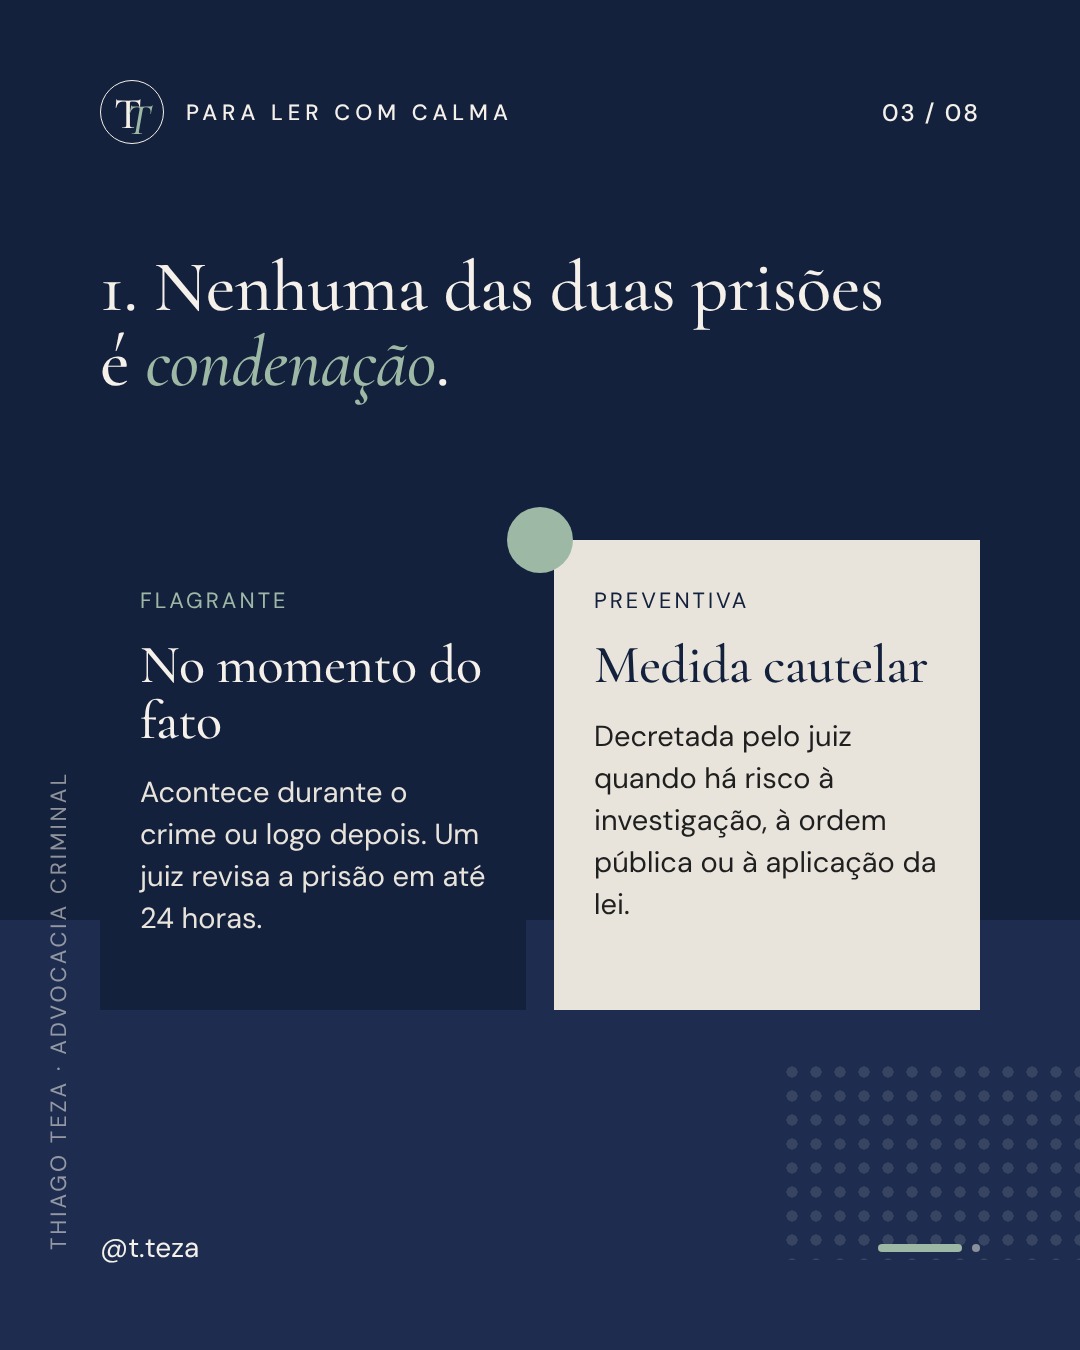 TT
PARA LER COM CALMA
03 / 08
1. Nenhuma das duas prisões
é condenação.
FLAGRANTE
No momento do
fato
Acontece durante o
crime ou logo depois. Um
juiz revisa a prisão em até
24 horas.
PREVENTIVA
Medida cautelar
Decretada pelo juiz
quando há risco à
investigação, à ordem
pública ou à aplicação da
lei.
THIAGO TEZA · ADVOCACIA CRIMINAL
@t.teza